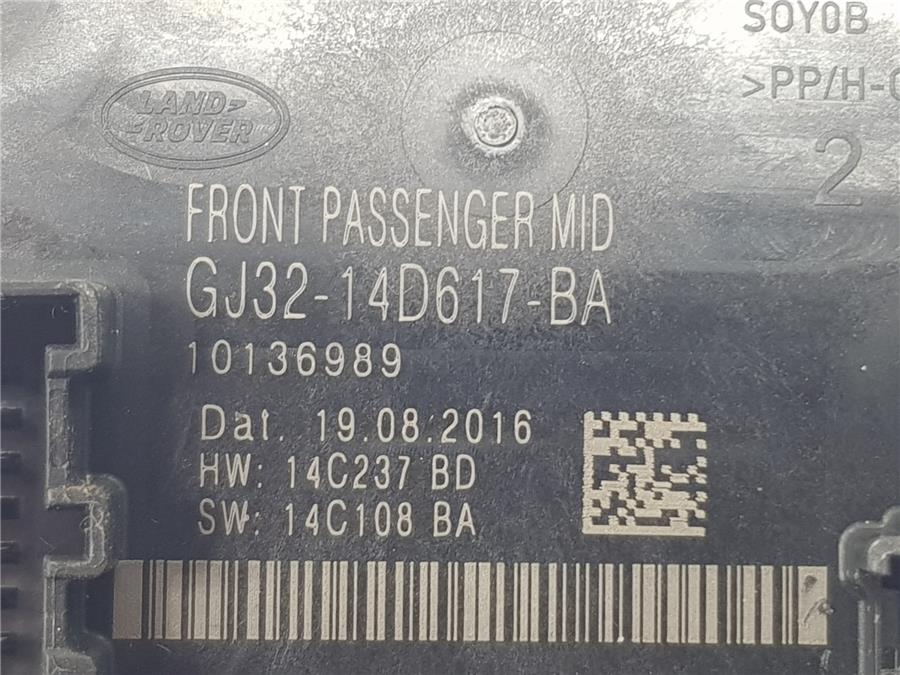 SOY0B
>PP/H-
2
LAND-
-ROVER
FRONT PASSENGER MID
GJ32-14D617-BA
10136989
Dat. 19.08.2016
HW: 14C237 BD
SW: 14C108 BA